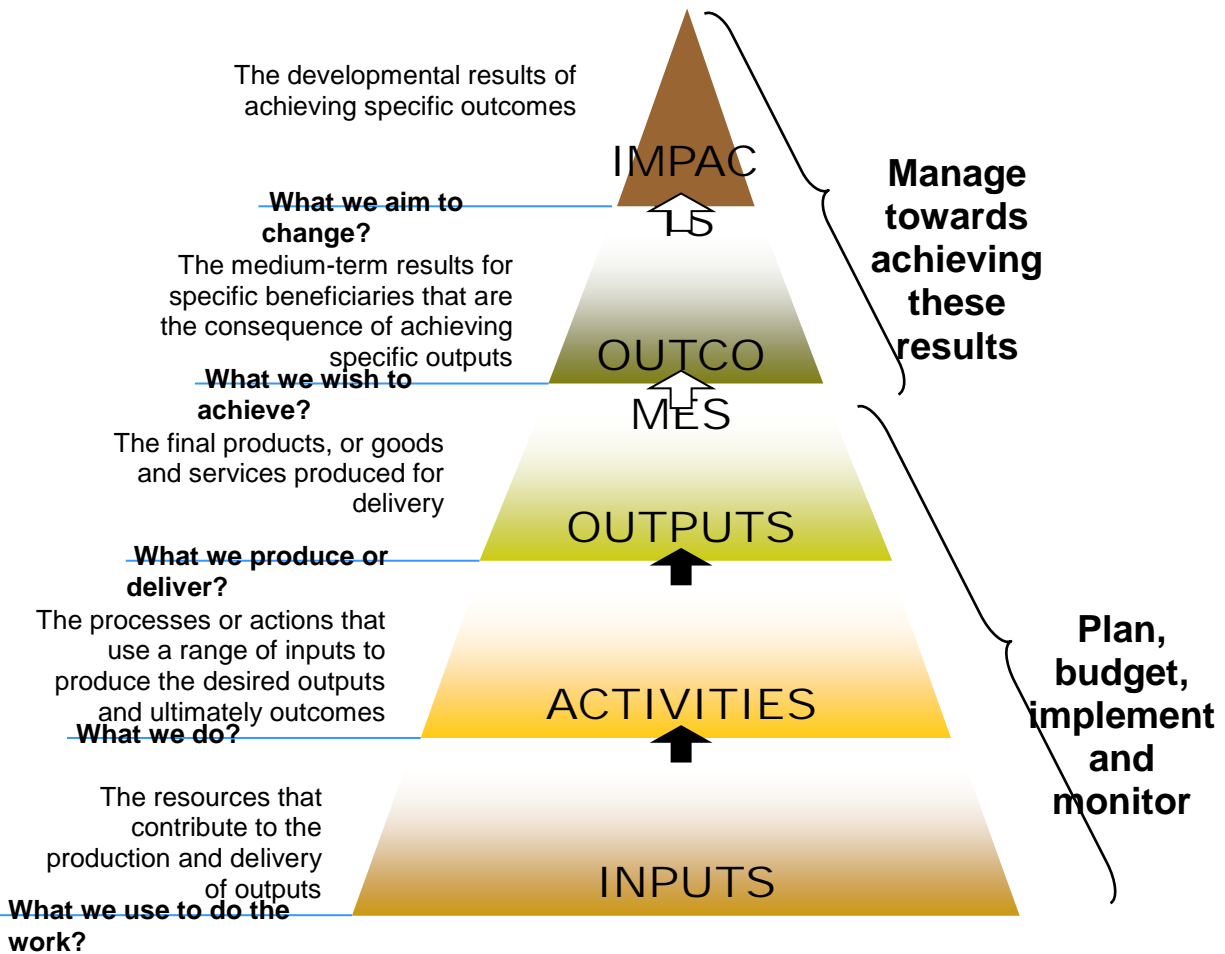 The developmental results of
achieving specific outcomes
IMPAC
TS
What we aim to
change?
The medium-term results for
specific beneficiaries that are
the consequence of achieving
specific outputs
OUTCO
MES
What we wish to
achieve?
The final products, or goods
and services produced for
delivery
OUTPUTS
What we produce or
deliver?
The processes or actions that
use a range of inputs to
produce the desired outputs
and ultimately outcomes
ACTIVITIES
What we do?
The resources that
contribute to the
production and delivery
of outputs
INPUTS
What we use to do the
work?
Manage
towards
achieving
these
results
Plan,
budget,
implement
and
monitor